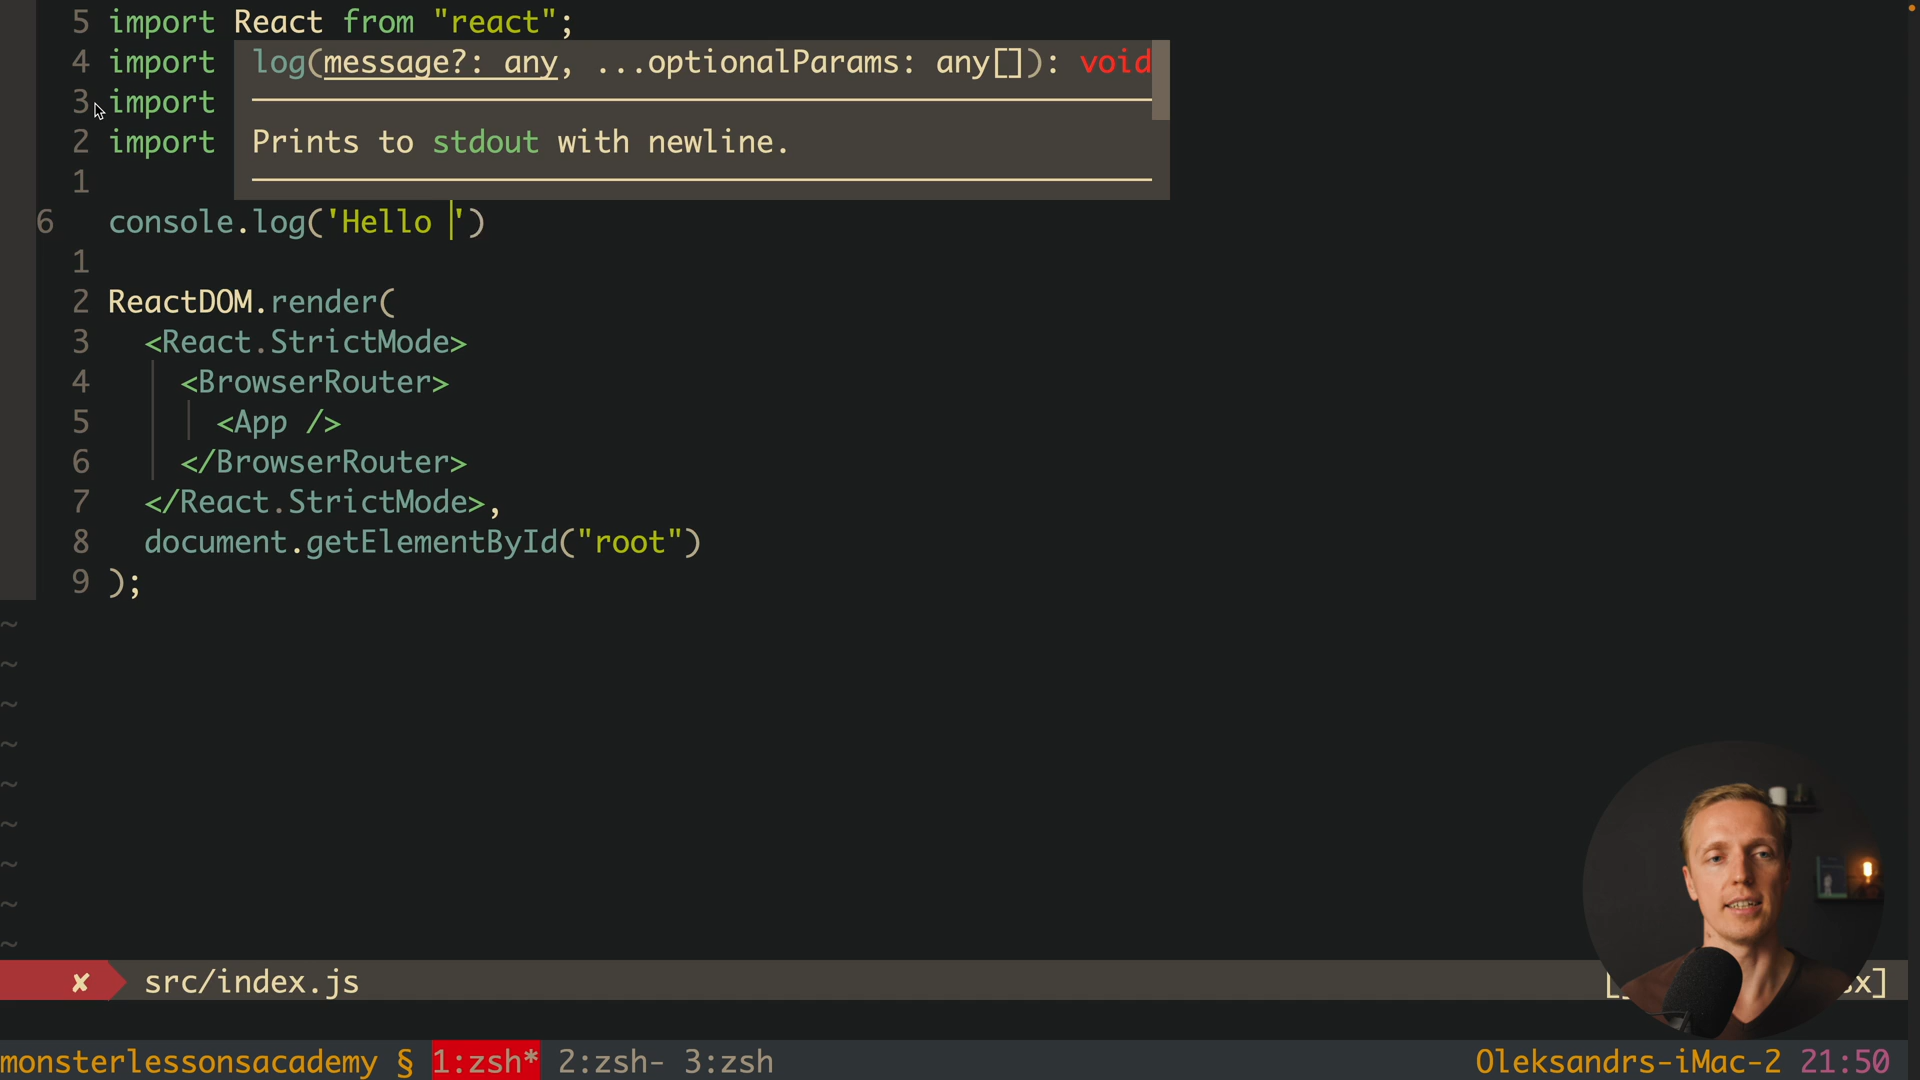 5 import React from "react";
4 import log(message?: any, ...optionalParams: any[]): void
3 import
2 import Prints to stdout with newline.
1
6 console.log('Hello ')
1
2 ReactDOM.render(
3 <React.StrictMode>
4 <BrowserRouter>
5 <App />
6 </BrowserRouter>
7 </React.StrictMode>,
8 document.getElementById("root")
9 );
~
~
~
~
~
~
~
~
~
✘ src/index.js
monsterlessonsacademy § 1:zsh* 2:zsh- 3:zsh Oleksandrs-iMac-2 21:50